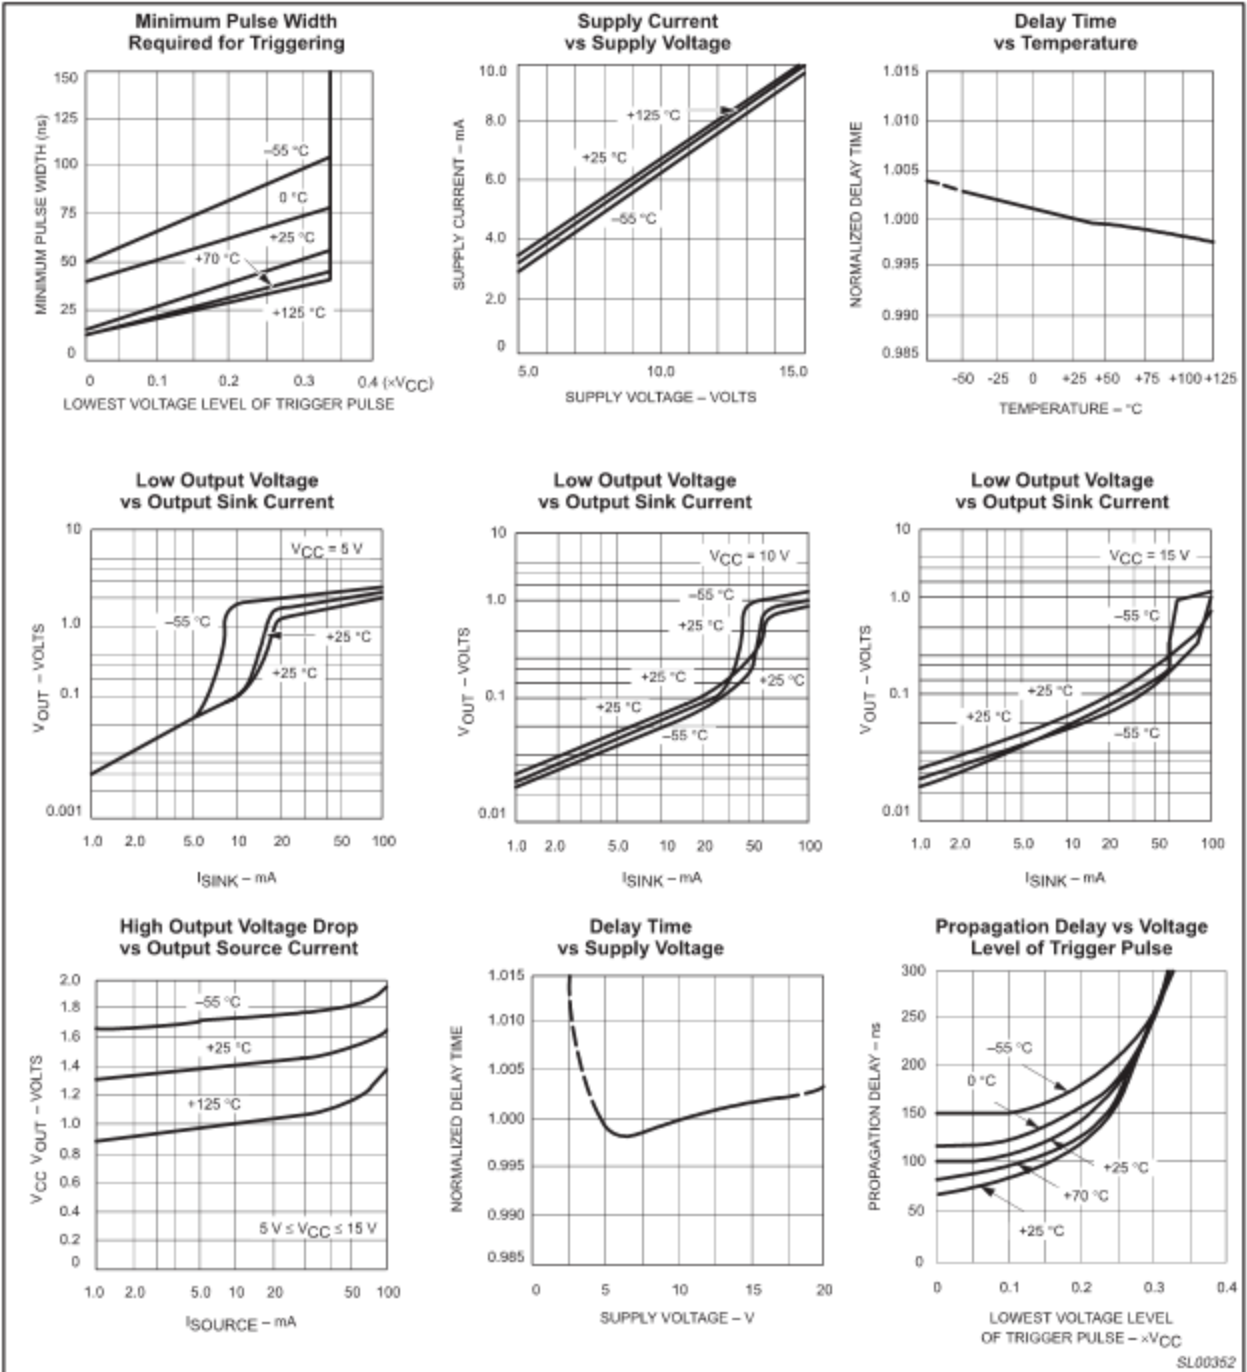 Minimum Pulse Width
Required for Triggering
MINIMUM PULSE WIDTH (ns)
150
125
100
75
50
25
0
–55 °C
0 °C
+25 °C
+70 °C
+125 °C
0 0.1 0.2 0.3 0.4 (×VCC)
LOWEST VOLTAGE LEVEL OF TRIGGER PULSE
Supply Current
vs Supply Voltage
SUPPLY CURRENT – mA
10.0
8.0
6.0
4.0
2.0
0
+125 °C
+25 °C
–55 °C
5.0 10.0 15.0
SUPPLY VOLTAGE – VOLTS
Delay Time
vs Temperature
NORMALIZED DELAY TIME
1.015
1.010
1.005
1.000
0.995
0.990
0.985
-50 -25 0 +25 +50 +75 +100 +125
TEMPERATURE – °C
Low Output Voltage
vs Output Sink Current
VOUT – VOLTS
10
1.0
0.1
0.001
VCC = 5 V
–55 °C
+25 °C
+25 °C
1.0 2.0 5.0 10 20 50 100
ISINK – mA
Low Output Voltage
vs Output Sink Current
VOUT – VOLTS
10
1.0
0.1
0.01
VCC = 10 V
–55 °C
+25 °C
+25 °C
+25 °C
+25 °C
–55 °C
1.0 2.0 5.0 10 20 50 100
ISINK – mA
Low Output Voltage
vs Output Sink Current
VOUT – VOLTS
10
1.0
0.1
0.01
VCC = 15 V
–55 °C
+25 °C
+25 °C
–55 °C
1.0 2.0 5.0 10 20 50 100
ISINK – mA
High Output Voltage Drop
vs Output Source Current
VCC VOUT – VOLTS
2.0
1.8
1.6
1.4
1.2
1.0
0.8
0.6
0.4
0.2
0
–55 °C
+25 °C
+125 °C
5 V ≤ VCC ≤ 15 V
1.0 2.0 5.0 10 20 50 100
ISOURCE – mA
Delay Time
vs Supply Voltage
NORMALIZED DELAY TIME
1.015
1.010
1.005
1.000
0.995
0.990
0.985
0 5 10 15 20
SUPPLY VOLTAGE – V
Propagation Delay vs Voltage
Level of Trigger Pulse
PROPAGATION DELAY – ns
300
250
200
150
100
50
0
–55 °C
0 °C
+25 °C
+70 °C
+25 °C
0 0.1 0.2 0.3 0.4
LOWEST VOLTAGE LEVEL
OF TRIGGER PULSE – ×VCC
SL00352